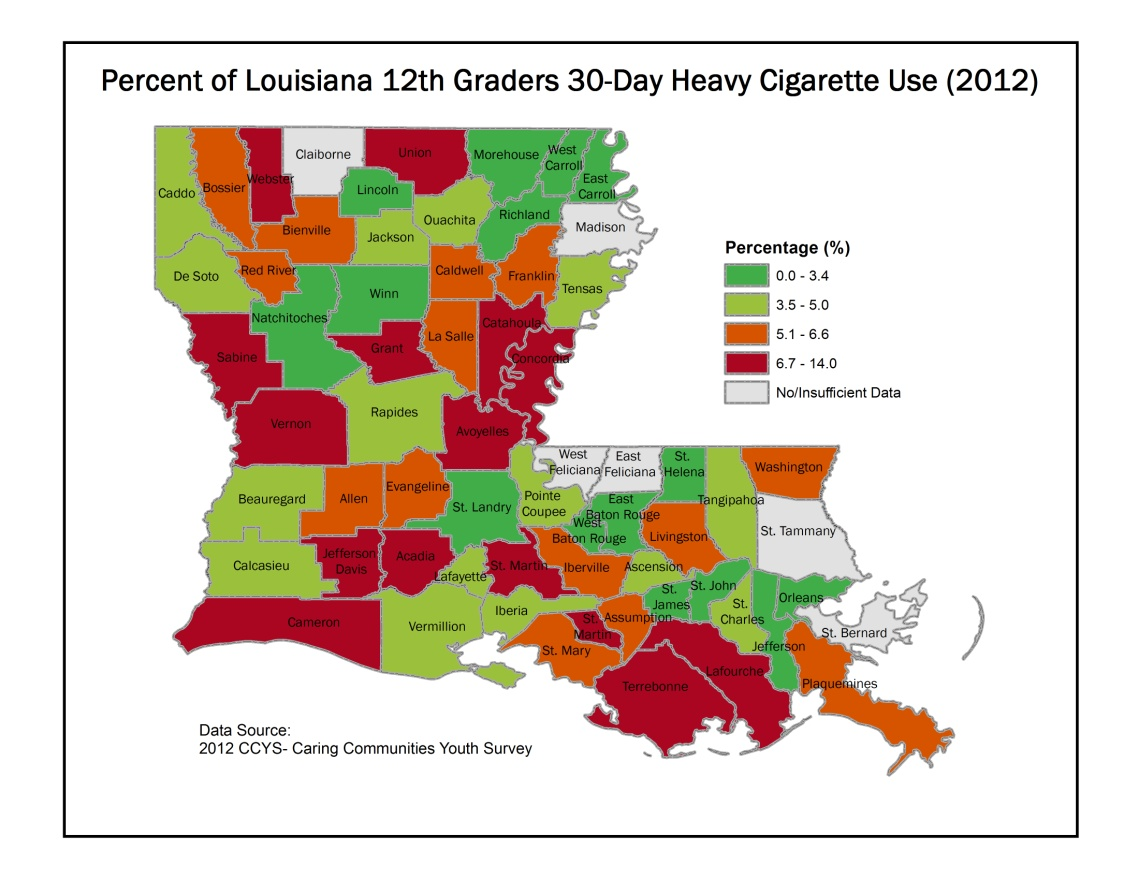 Percent of Louisiana 12th Graders 30-Day Heavy Cigarette Use (2012)
Claiborne
Union
Morehouse
West
Carroll
East
Carroll
Webster
Bossier
Caddo
Lincoln
Ouachita
Richland
Madison
Bienville
Jackson
De Soto
Red River
Caldwell
Franklin
Tensas
Winn
Natchitoches
Catahoula
La Salle
Grant
Sabine
Concordia
Rapides
Vernon
Avoyelles
Percentage (%)
0.0 - 3.4
3.5 - 5.0
5.1 - 6.6
6.7 - 14.0
No/Insufficient Data
West
Feliciana
East
Feliciana
St.
Helena
Washington
Tangipahoa
Beauregard
Allen
Evangeline
St. Landry
Pointe
Coupee
East
Baton Rouge
West
Baton Rouge
Livingston
St. Tammany
Calcasieu
Jefferson
Davis
Acadia
Lafayette
St. Martin
Iberville
Ascension
St. John
St.
James
Orleans
Cameron
Vermillion
Iberia
St.
Martin
Assumption
St.
Charles
St. Bernard
Jefferson
St. Mary
Terrebonne
Lafourche
Plaquemines
Data Source:
2012 CCYS- Caring Communities Youth Survey